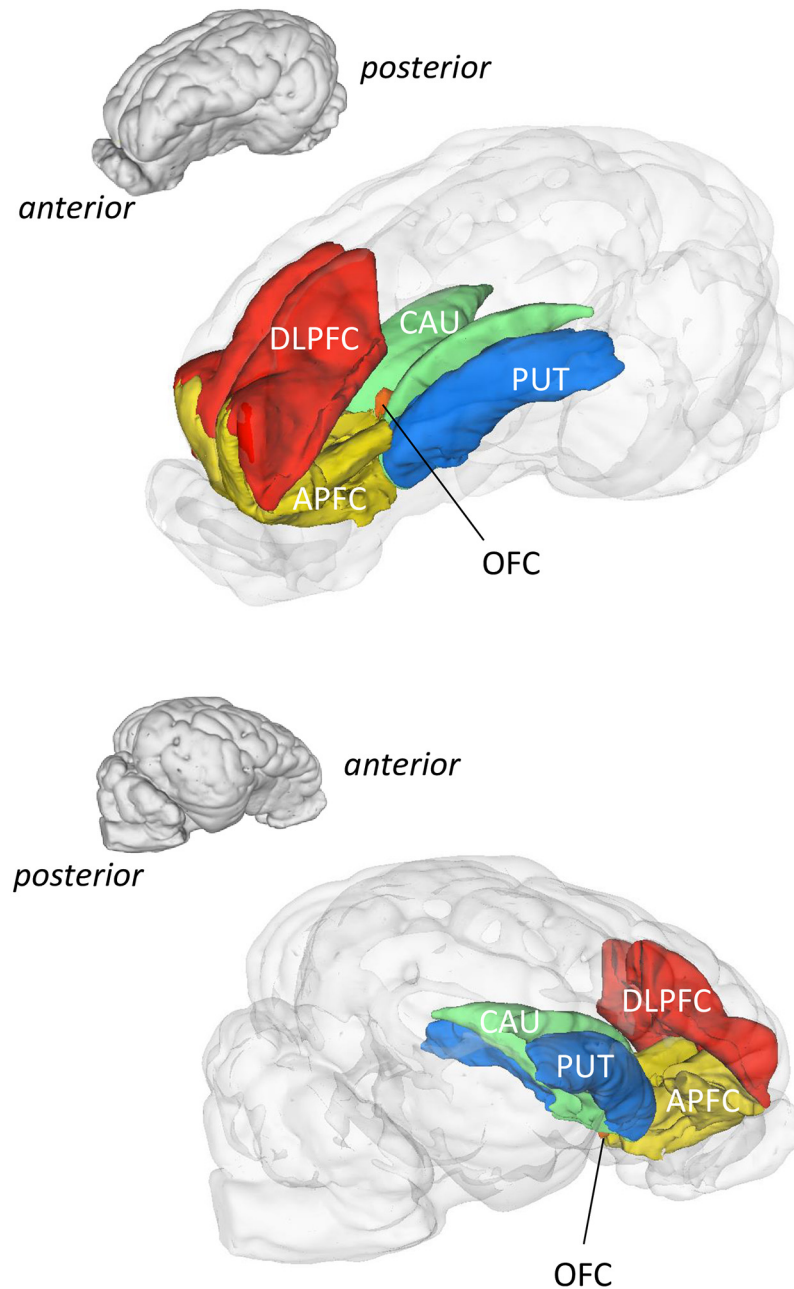 posterior
anterior
DLPFC
CAU
PUT
APFC
OFC
anterior
posterior
DLPFC
CAU
PUT
APFC
OFC